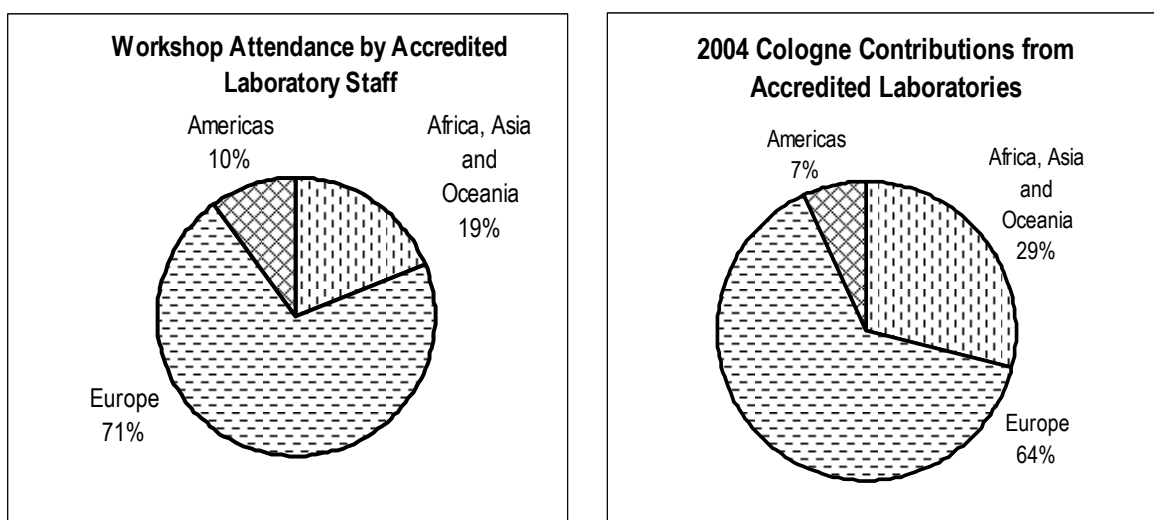 Workshop Attendance by Accredited
Laboratory Staff
Americas
10%
Africa, Asia
and
Oceania
19%
Europe
71%
2004 Cologne Contributions from
Accredited Laboratories
Americas
7%
Africa, Asia
and
Oceania
29%
Europe
64%